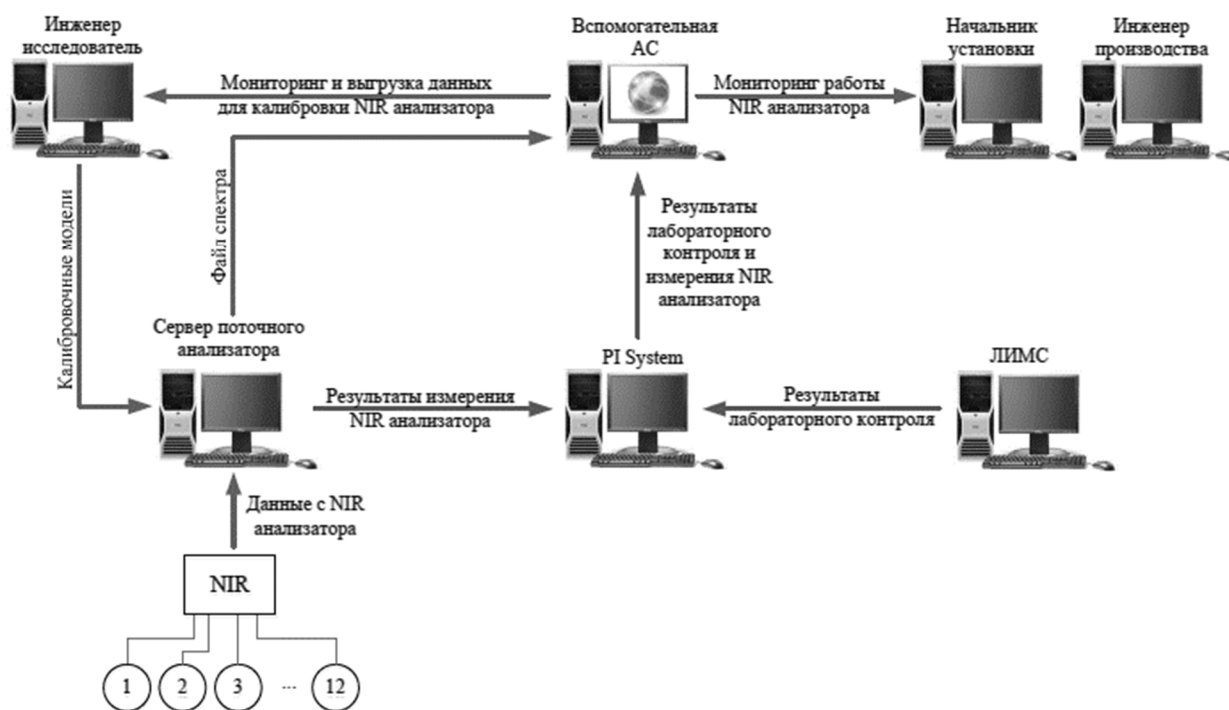 Инженер
исследователь
Вспомогательная
АС
Начальник
установки
Инженер
производства
Мониторинг и выгрузка данных
для калибровки NIR анализатора
Мониторинг работы
NIR анализатора
Калибровочные модели
Файл спектра
Результаты
лабораторного
контроля и
измерения NIR
анализатора
Сервер поточного
анализатора
PI System
ЛИМС
Результаты измерения
NIR анализатора
Результаты
лабораторного контроля
Данные с NIR
анализатора
NIR
1 2 3 ... 12